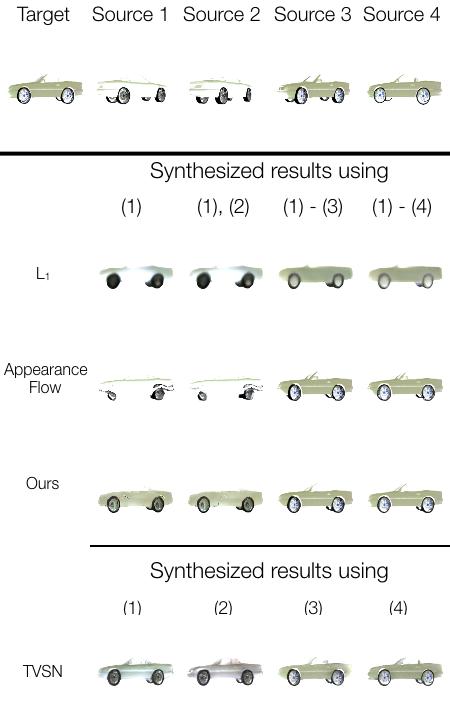 Target Source 1 Source 2 Source 3 Source 4
Synthesized results using
(1) (1), (2) (1) - (3) (1) - (4)
L1
Appearance
Flow
Ours
Synthesized results using
(1) (2) (3) (4)
TVSN